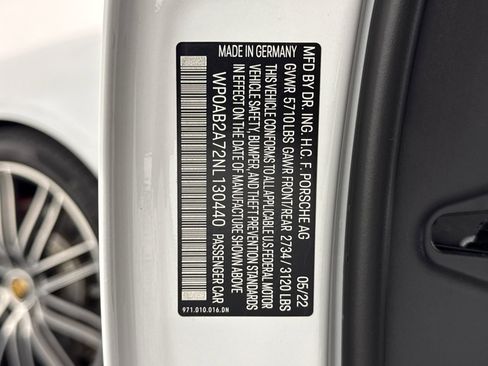 MFD BY DR. ING. H.C. F. PORSCHE AG 05/22
GVWR 5710LBS GAWR FRONT/REAR 2734/3120 LBS
THIS VEHICLE CONFORMS TO ALL APPLICABLE U.S. FEDERAL MOTOR
VEHICLE SAFETY, BUMPER, AND THEFT PREVENTION STANDARDS
IN EFFECT ON THE DATE OF MANUFACTURE SHOWN ABOVE
MADE IN GERMANY
WP0AB2A72NL130440 PASSENGER CAR
971.010.016.DN